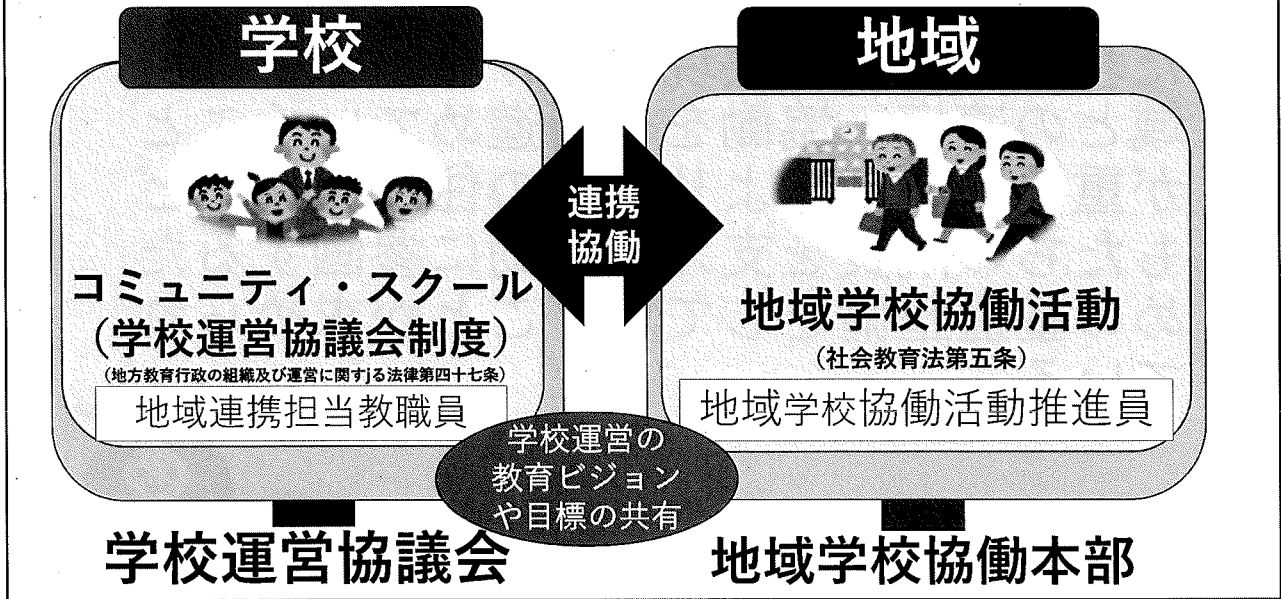 学校
コミュニティ・スクール
（学校運営協議会制度）
（地方教育行政の組織及び運営に関すjる法律第四十七条）
地域連携担当教職員
学校運営協議会
連携
協働
学校運営の
教育ビジョン
や目標の共有
地域
地域学校協働活動
（社会教育法第五条）
地域学校協働活動推進員
地域学校協働本部